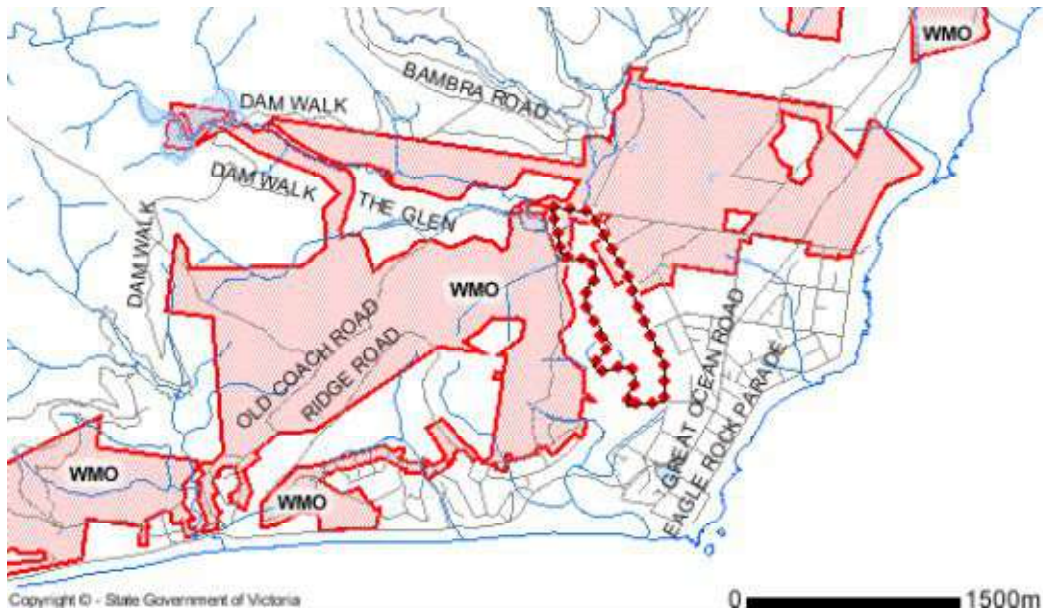 WMO
BAMBRA ROAD
DAM WALK
DAM WALK
THE GLEN
DAM WALK
WMO
OLD COACH ROAD
RIDGE ROAD
GREAT OCEAN ROAD
EAGLE ROCK PARADE
WMO
WMO
Copyright © - State Government of Victoria
0 1500m